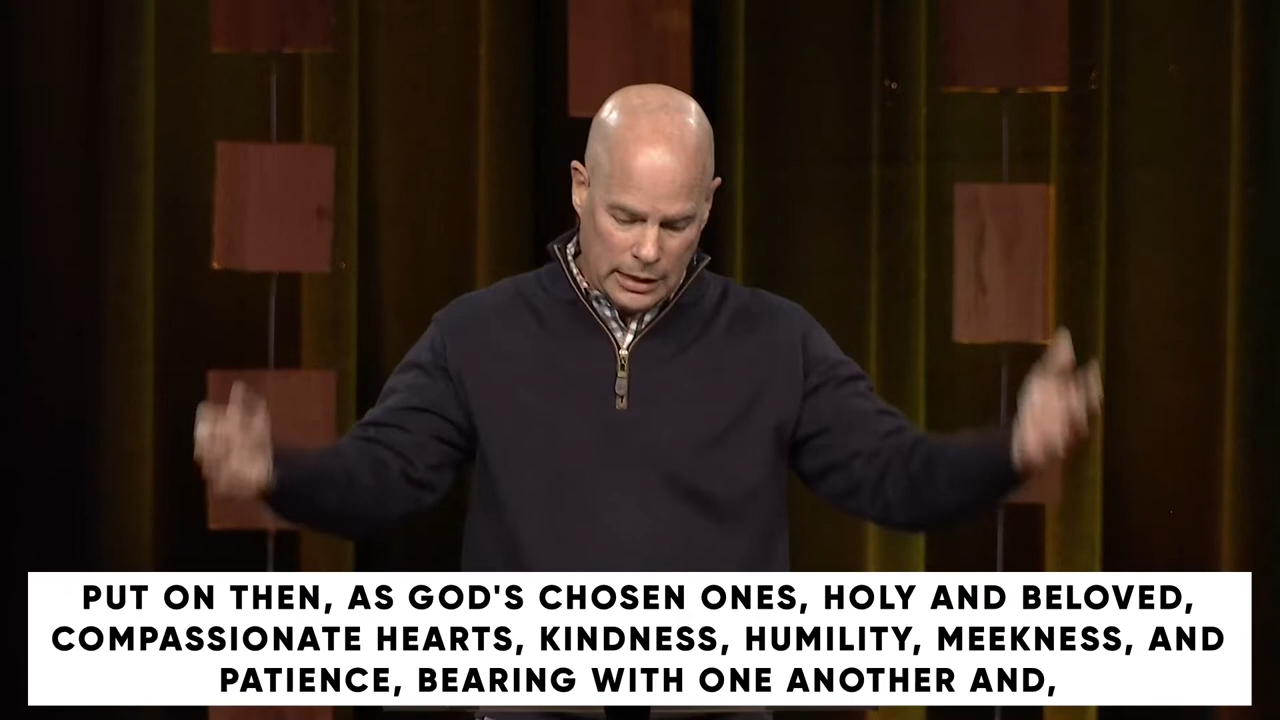 PUT ON THEN, AS GOD'S CHOSEN ONES, HOLY AND BELOVED,
COMPASSIONATE HEARTS, KINDNESS, HUMILITY, MEEKNESS, AND
PATIENCE, BEARING WITH ONE ANOTHER AND,